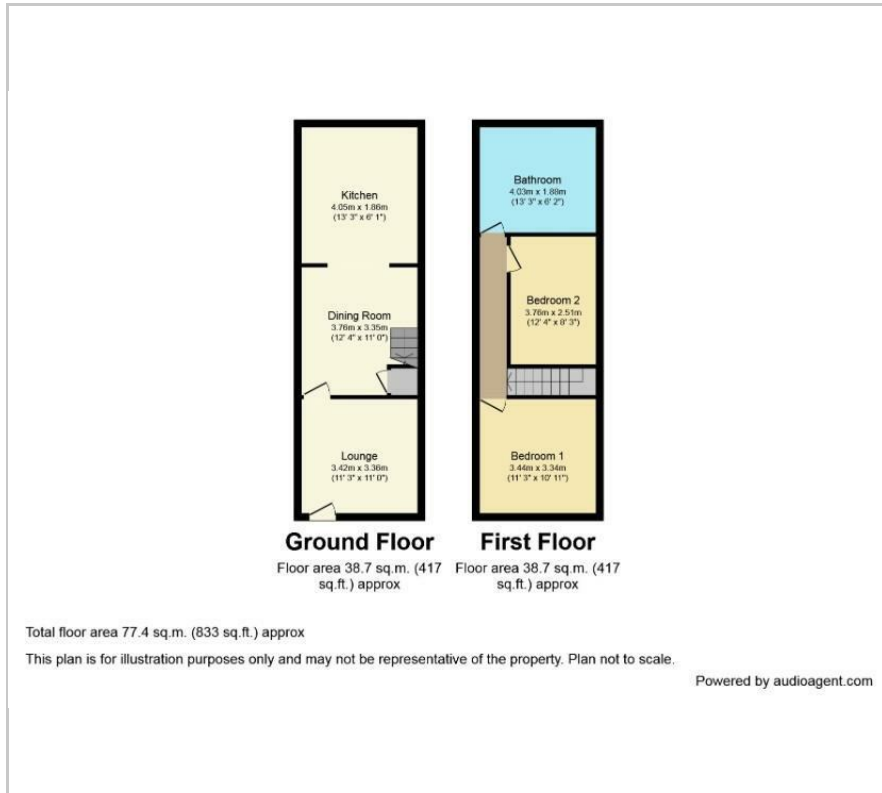 Kitchen
4.05m x 1.86m
(13' 3" x 6' 1")
Dining Room
3.76m x 3.35m
(12' 4" x 11' 0")
Lounge
3.42m x 3.36m
(11' 3" x 11' 0")
Ground Floor
Floor area 38.7 sq.m. (417
sq.ft.) approx
Bathroom
4.03m x 1.88m
(13' 3" x 6' 2")
Bedroom 2
3.76m x 2.51m
(12' 4" x 8' 3")
Bedroom 1
3.44m x 3.34m
(11' 3" x 10' 11")
First Floor
Floor area 38.7 sq.m. (417
sq.ft.) approx
Total floor area 77.4 sq.m. (833 sq.ft.) approx
This plan is for illustration purposes only and may not be representative of the property. Plan not to scale.
Powered by audioagent.com